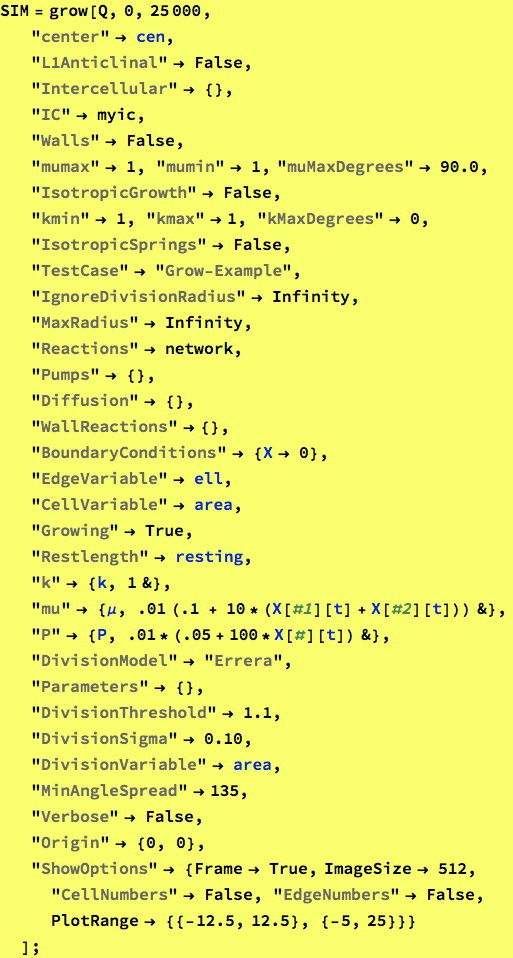 SIM = grow[Q, 0, 25000,
"center" → cen,
"L1Anticlinal" → False,
"Intercellular" → {},
"IC" → myic,
"Walls" → False,
"mumax" → 1, "mumin" → 1, "muMaxDegrees" → 90.0,
"IsotropicGrowth" → False,
"kmin" → 1, "kmax" → 1, "kMaxDegrees" → 0,
"IsotropicSprings" → False,
"TestCase" → "Grow-Example",
"IgnoreDivisionRadius" → Infinity,
"MaxRadius" → Infinity,
"Reactions" → network,
"Pumps" → {},
"Diffusion" → {},
"WallReactions" → {},
"BoundaryConditions" → {X → 0},
"EdgeVariable" → ell,
"CellVariable" → area,
"Growing" → True,
"Restlength" → resting,
"k" → {k, 1 &},
"mu" → {μ, .01 (.1 + 10 * (X[#1][t] + X[#2][t])) &},
"P" → {P, .01 * (.05 + 100 * X[#][t]) &},
"DivisionModel" → "Errera",
"Parameters" → {},
"DivisionThreshold" → 1.1,
"DivisionSigma" → 0.10,
"DivisionVariable" → area,
"MinAngleSpread" → 135,
"Verbose" → False,
"Origin" → {0, 0},
"ShowOptions" → {Frame → True, ImageSize → 512,
"CellNumbers" → False, "EdgeNumbers" → False,
PlotRange → {{-12.5, 12.5}, {-5, 25}}}
];